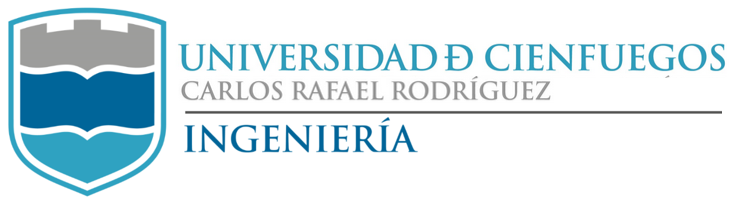 UNIVERSIDAD Đ CIENFUEGOS
CARLOS RAFAEL RODRÍGUEZ
INGENIERÍA